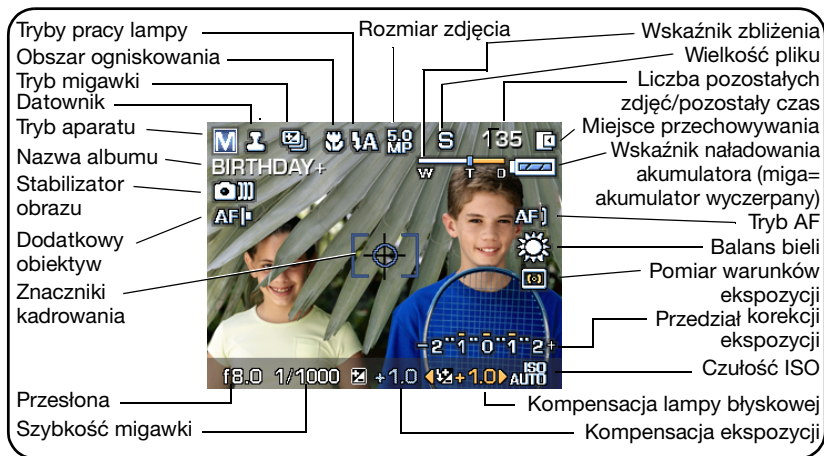 Tryby pracy lampy
Obszar ogniskowania
Tryb migawki
Datownik
Tryb aparatu
Nazwa albumu
Stabilizator
obrazu
Dodatkowy
obiektyw
Znaczniki
kadrowania
Przesłona
Szybkość migawki
Rozmiar zdjęcia
Wskaźnik zbliżenia
Wielkość pliku
Liczba pozostałych
zdjęć/pozostały czas
Miejsce przechowywania
Wskaźnik naładowania
akumulatora (miga=
akumulator wyczerpany)
Tryb AF
Balans bieli
Pomiar warunków
ekspozycji
Przedział korekcji
ekspozycji
Czułość ISO
Kompensacja lampy błyskowej
Kompensacja ekspozycji
M A 5.0 MP S 135
BIRTHDAY+
W T D
AF
AF
-2 1 0 1 2+
f8.0 1/1000 +1.0 +1.0 ISO AUTO